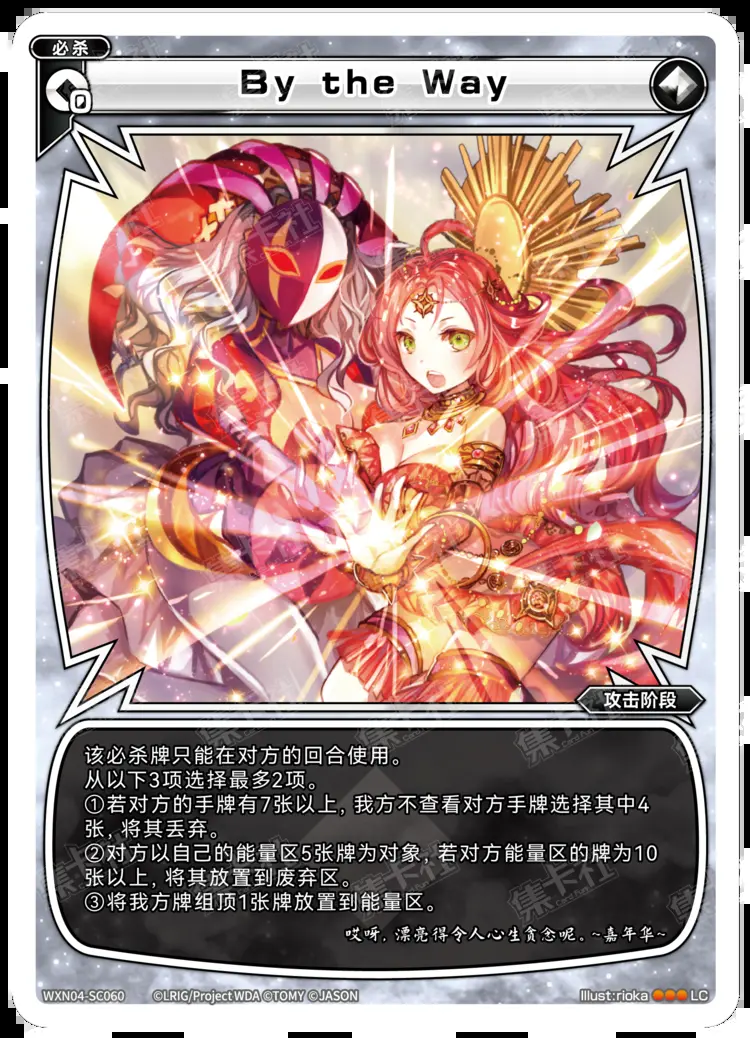 必杀
0
By the Way
攻击阶段
该必杀牌只能在对方的回合使用。
从以下3项选择最多2项。
①若对方的手牌有7张以上,我方不查看对方手牌选择其中4
张,将其丢弃。
②对方以自己的能量区5张牌为对象,若对方能量区的牌为10
张以上,将其放置到废弃区。
③将我方牌组顶1张牌放置到能量区。
哎呀,漂亮得令人心生贪念呢。~嘉年华~
WXN04-SC060 ©LRIG/Project WDA ©TOMY ©JASON Illust:rioka LC
集卡社